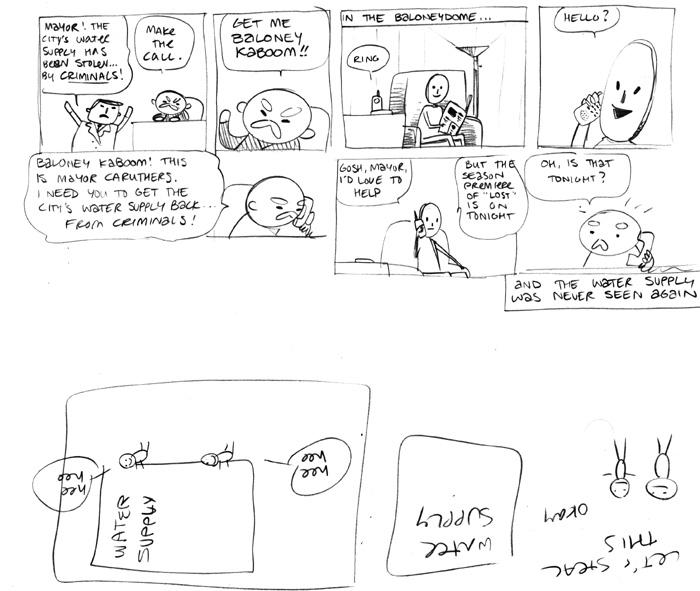 MAYOR! THE
CITY'S WATER
SUPPLY HAS
BEEN STOLEN...
BY CRIMINALS!
MAKE
THE
CALL.
GET ME
BALONEY
KABOOM!!
IN THE BALONEYDOME...
RING
HELLO?
BALONEY KABOOM! THIS
IS MAYOR CARUTHERS.
I NEED YOU TO GET THE
CITY'S WATER SUPPLY BACK...
FROM CRIMINALS!
GOSH, MAYOR,
I'D LOVE TO
HELP
BUT THE
SEASON
PREMIERE
OF "LOST"
IS ON
TONIGHT
OH, IS THAT
TONIGHT?
AND THE WATER SUPPLY
WAS NEVER SEEN AGAIN
LET'S STEAL
THIS
OKAY
WATER
SUPPLY
HEE
HEE
WATER
SUPPLY
HEE
HEE